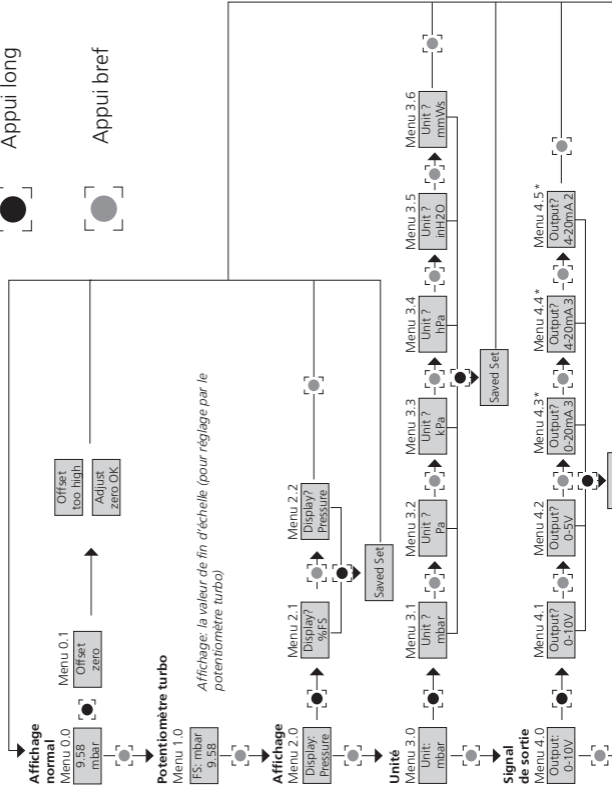 Appui long
Appui bref
Affichage
normal
Menu 0.0
9.58
mbar
Menu 0.1
Offset
zero
Offset
too high
Adjust
zero OK
Potentiomètre turbo
Menu 1.0
FS: mbar
9.58
Affichage: la valeur de fin d'échelle (pour réglage par le
potentiomètre turbo)
Affichage
Menu 2.0
Display:
Pressure
Menu 2.1
Display?
%FS
Menu 2.2
Display?
Pressure
Saved Set
Unité
Menu 3.0
Unit:
mbar
Menu 3.1
Unit ?
mbar
Menu 3.2
Unit ?
Pa
Menu 3.3
Unit ?
kPa
Menu 3.4
Unit ?
hPa
Menu 3.5
Unit ?
inH2O
Menu 3.6
Unit ?
mmWs
Saved Set
Signal
de sortie
Menu 4.0
Output:
0-10V
Menu 4.1
Output?
0-10V
Menu 4.2
Output?
0-5V
Menu 4.3*
Output?
0-20mA 3
Menu 4.4*
Output?
4-20mA 3
Menu 4.5*
Output?
4-20mA 2